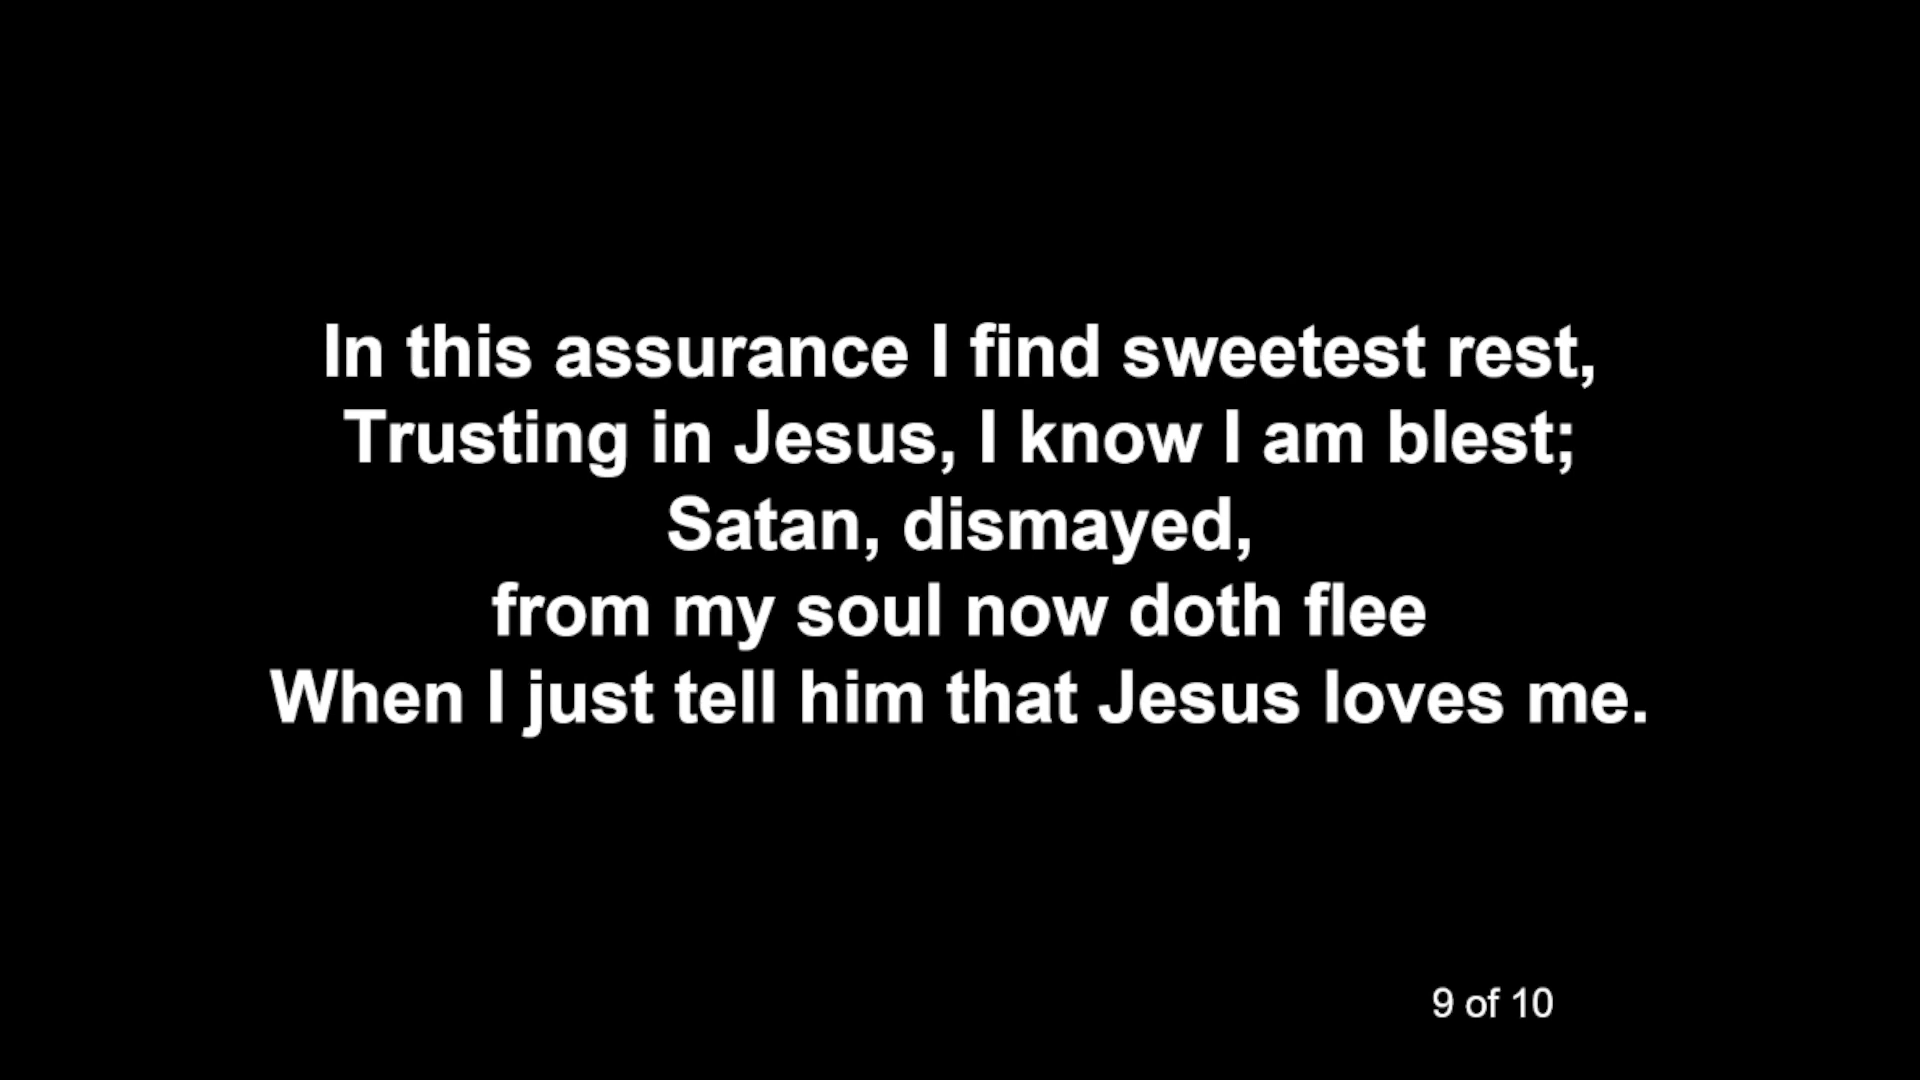 In this assurance I find sweetest rest,
Trusting in Jesus, I know I am blest;
Satan, dismayed,
from my soul now doth flee
When I just tell him that Jesus loves me.
9 of 10